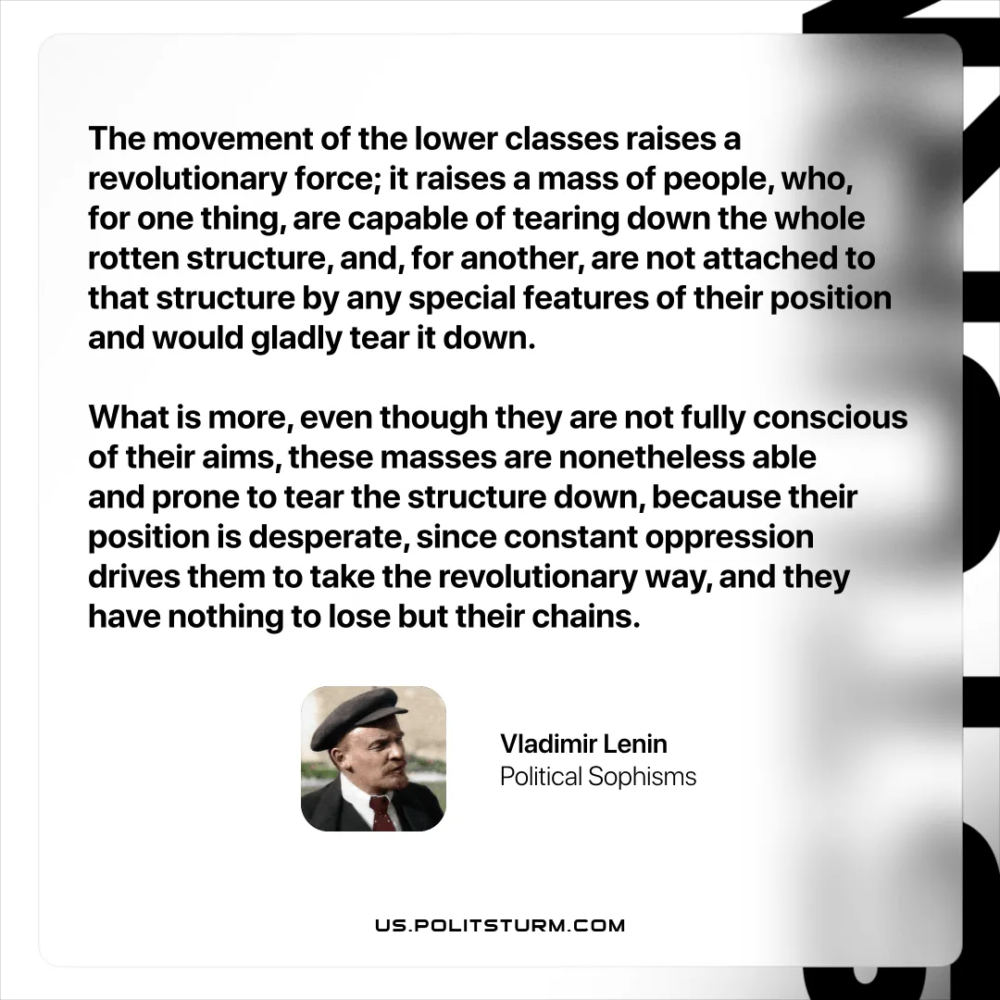 The movement of the lower classes raises a
revolutionary force; it raises a mass of people, who,
for one thing, are capable of tearing down the whole
rotten structure, and, for another, are not attached to
that structure by any special features of their position
and would gladly tear it down.
What is more, even though they are not fully conscious
of their aims, these masses are nonetheless able
and prone to tear the structure down, because their
position is desperate, since constant oppression
drives them to take the revolutionary way, and they
have nothing to lose but their chains.
Vladimir Lenin
Political Sophisms
US.POLITSTURM.COM